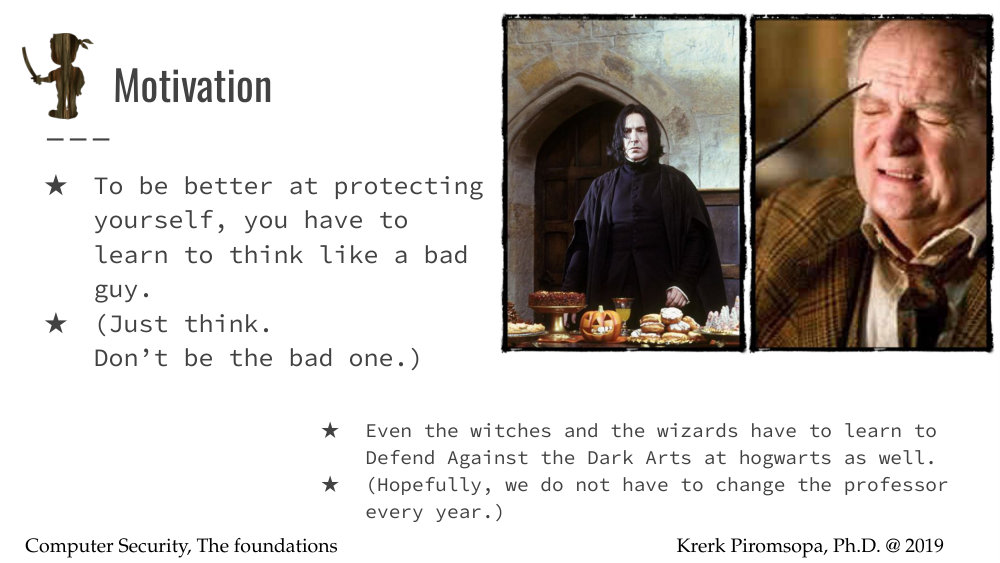 Motivation
★ To be better at protecting
yourself, you have to
learn to think like a bad
guy.
★ (Just think.
Don’t be the bad one.)
★ Even the witches and the wizards have to learn to
Defend Against the Dark Arts at hogwarts as well.
★ (Hopefully, we do not have to change the professor
every year.)
Computer Security, The foundations
Krerk Piromsopa, Ph.D. @ 2019